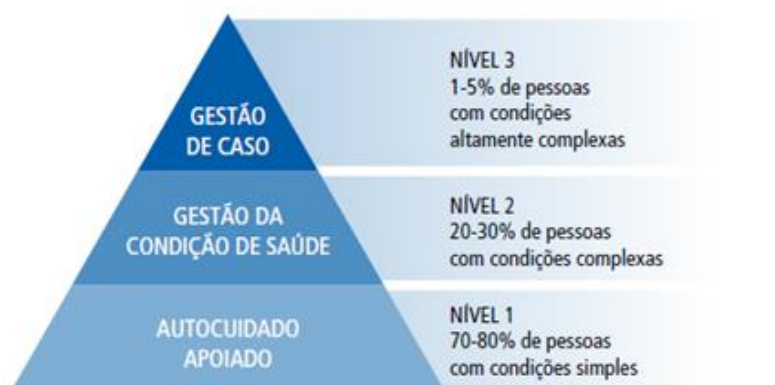 GESTÃO
DE CASO
NÍVEL 3
1-5% de pessoas
com condições
altamente complexas
GESTÃO DA
CONDIÇÃO DE SAÚDE
NÍVEL 2
20-30% de pessoas
com condições complexas
AUTOCUIDADO
APOIADO
NÍVEL 1
70-80% de pessoas
com condições simples